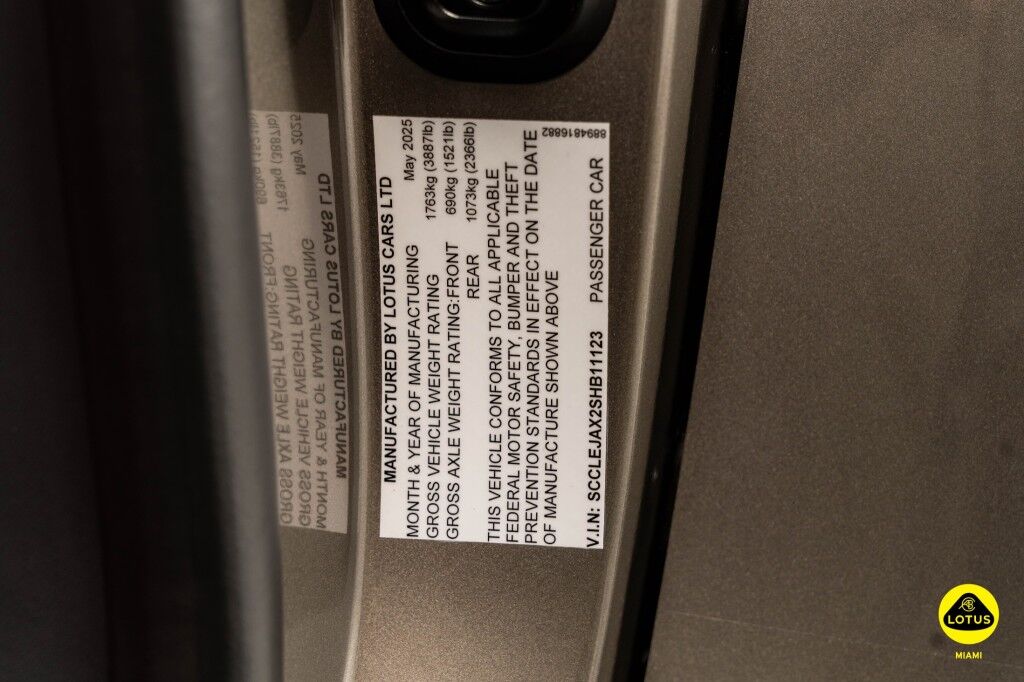 MANUFACTURED BY LOTUS CARS LTD
MONTH & YEAR OF MANUFACTURING May 2025
GROSS VEHICLE WEIGHT RATING 1763kg (3887lb)
GROSS AXLE WEIGHT RATING:FRONT 690kg (1521lb)
REAR 1073kg (2366lb)
THIS VEHICLE CONFORMS TO ALL APPLICABLE
FEDERAL MOTOR SAFETY, BUMPER AND THEFT
PREVENTION STANDARDS IN EFFECT ON THE DATE
OF MANUFACTURE SHOWN ABOVE
V.I.N: SCCLEJAX2SHB11123 PASSENGER CAR
8894816882
LOTUS
MIAMI